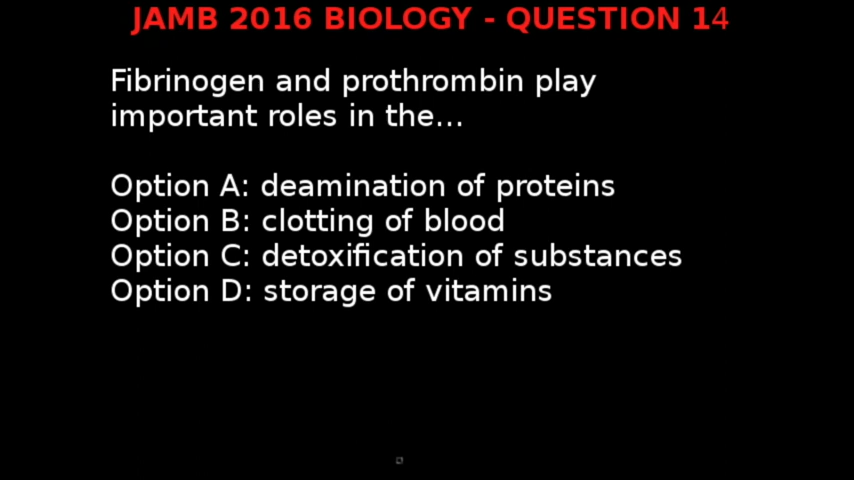 JAMB 2016 BIOLOGY - QUESTION 14
Fibrinogen and prothrombin play
important roles in the...
Option A: deamination of proteins
Option B: clotting of blood
Option C: detoxification of substances
Option D: storage of vitamins